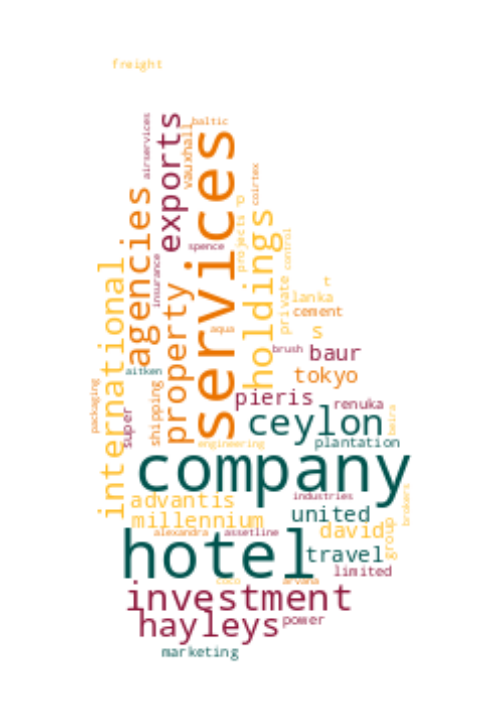 freight
baltic
airservices
exports
vauxhall
services
coirtex
agencies
spence
projects
holdings
control
international
insurance
property
private
t
lanka
cement
s
aqua
brush
baur
aitken
tokyo
packaging
super
shipping
pieris
renuka
ceylon
plantation
engineering
company
industries
advantis
millennium
united
david
group
brokers
alexandra
assetline
hotel
travel
limited
coco
arvana
investment
hayleys
power
marketing